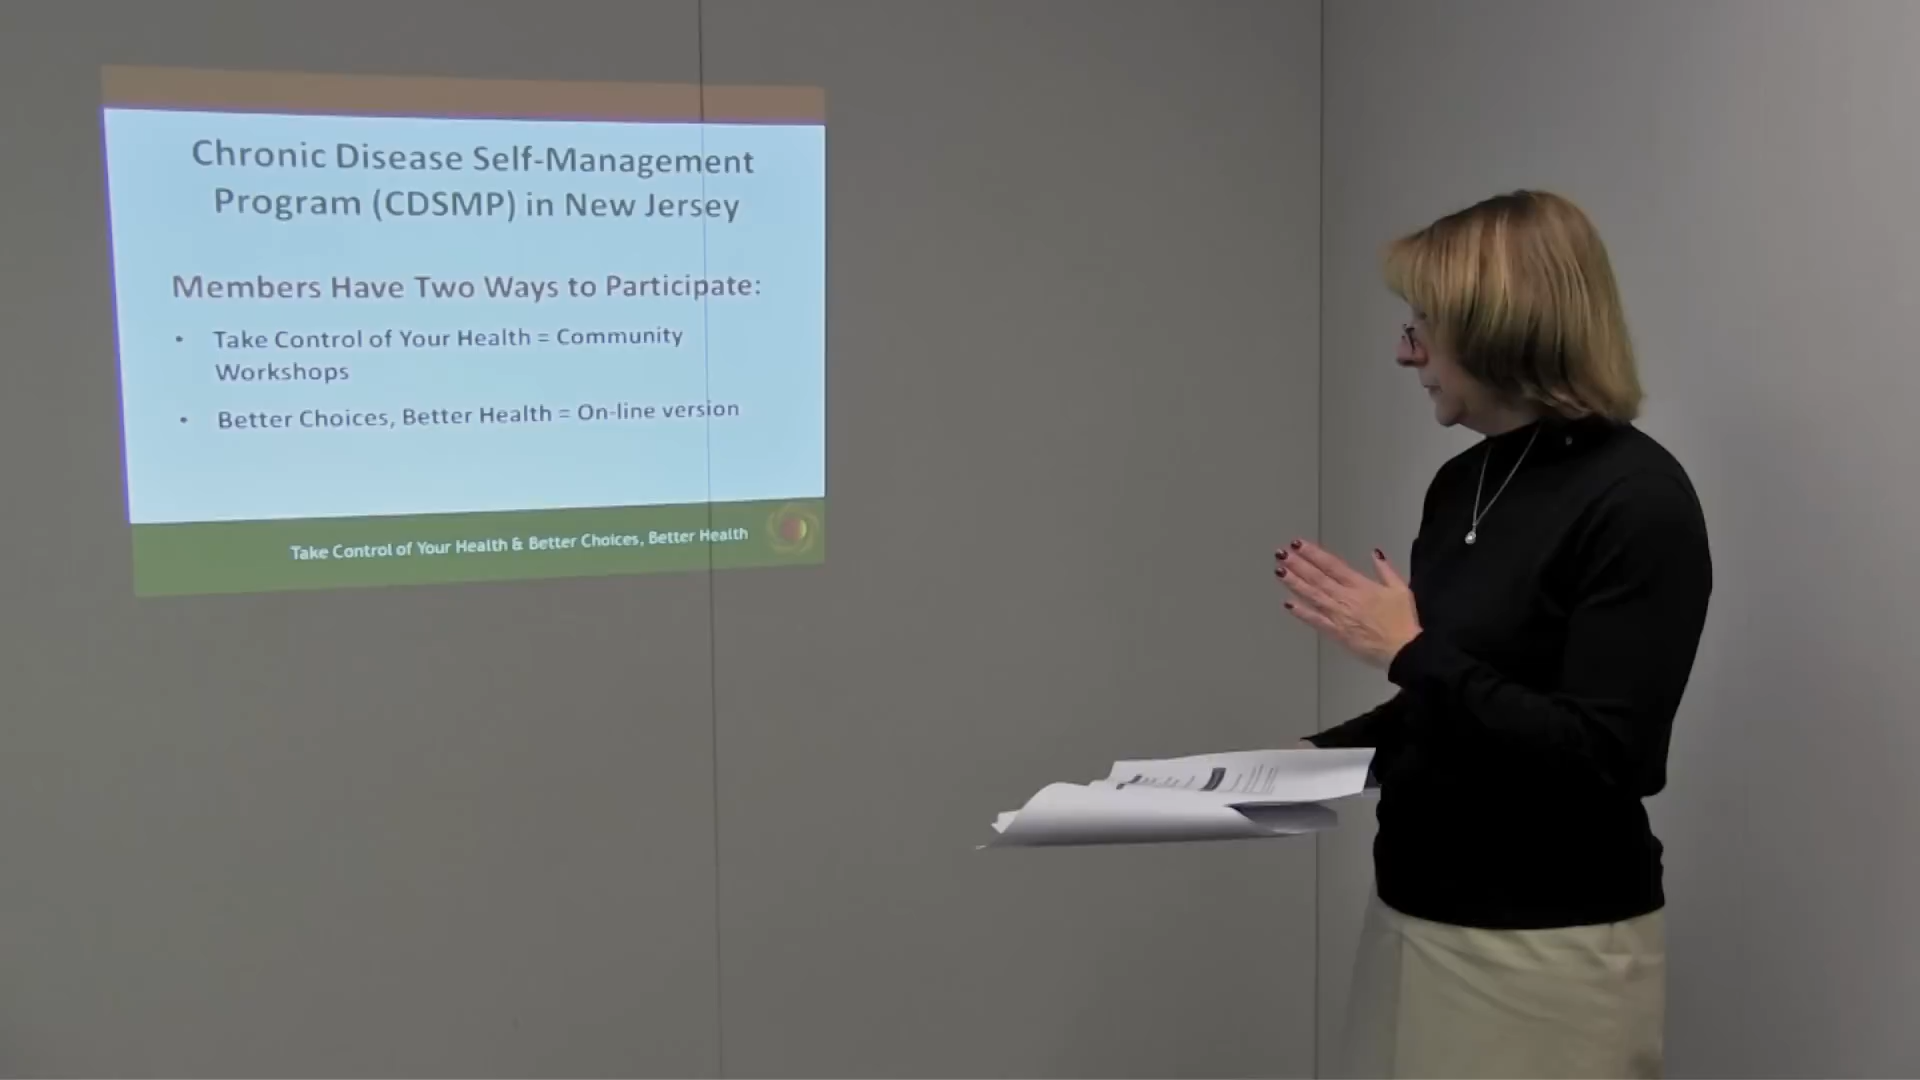 Chronic Disease Self-Management
Program (CDSMP) in New Jersey
Members Have Two Ways to Participate:
• Take Control of Your Health = Community
Workshops
• Better Choices, Better Health = On-line version
Take Control of Your Health & Better Choices, Better Health